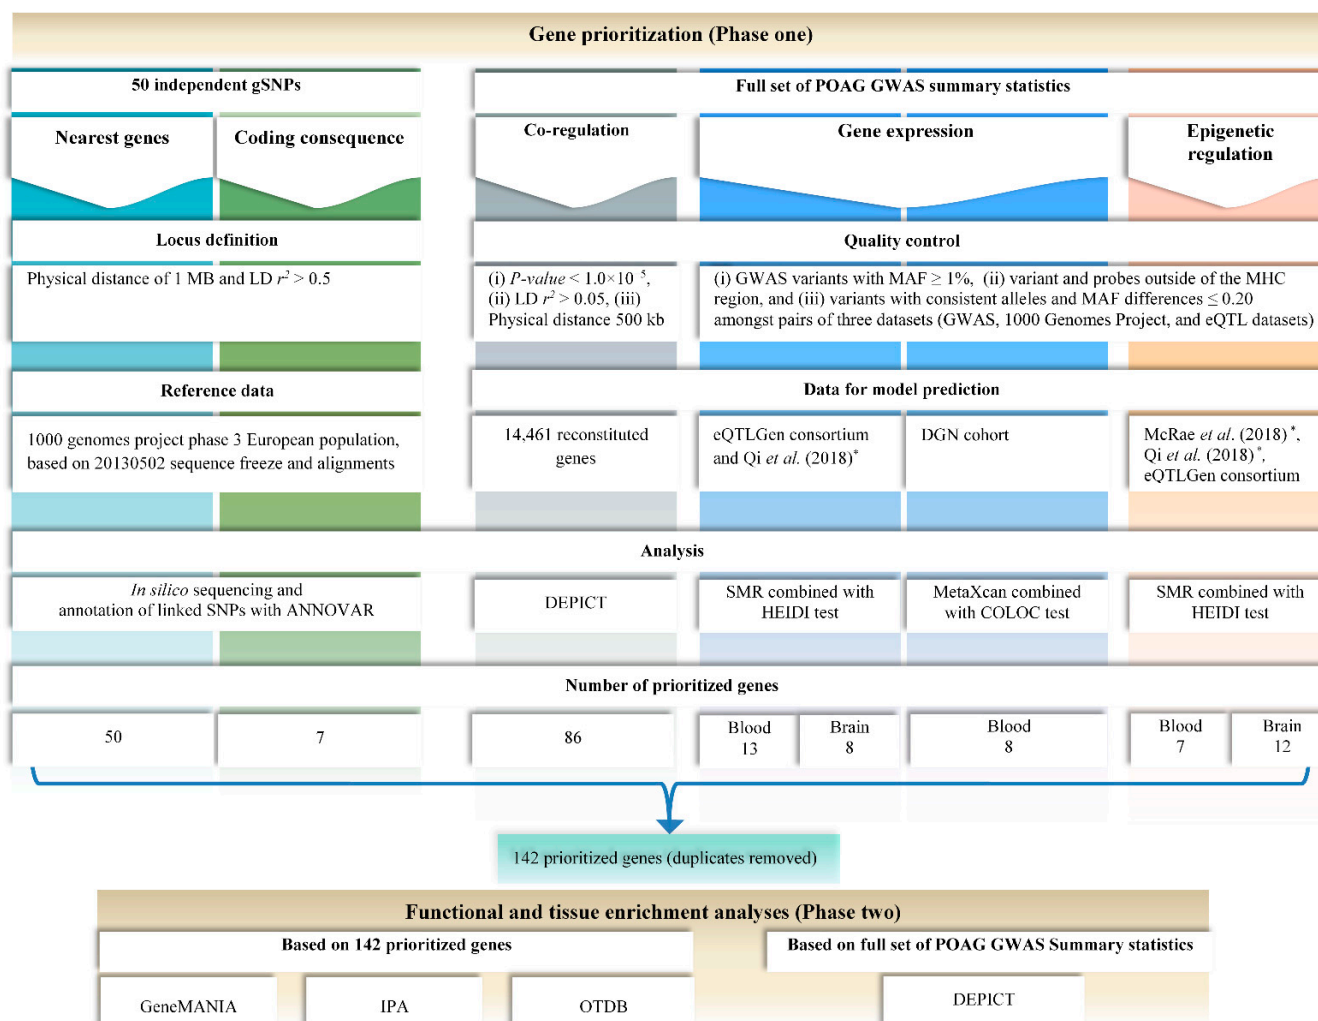 Gene prioritization (Phase one)
50 independent gSNPs
Full set of POAG GWAS summary statistics
Nearest genes
Coding consequence
Co-regulation
Gene expression
Epigenetic
regulation
Locus definition
Quality control
Physical distance of 1 MB and LD r² > 0.5
(i) P-value < 1.0×10⁻⁵,
(ii) LD r² > 0.05, (iii)
Physical distance 500 kb
(i) GWAS variants with MAF ≥ 1%, (ii) variant and probes outside of the MHC
region, and (iii) variants with consistent alleles and MAF differences ≤ 0.20
amongst pairs of three datasets (GWAS, 1000 Genomes Project, and eQTL datasets)
Reference data
Data for model prediction
1000 genomes project phase 3 European population,
based on 20130502 sequence freeze and alignments
14,461 reconstituted
genes
eQTLGen consortium
and Qi et al. (2018)*
DGN cohort
McRae et al. (2018)*,
Qi et al. (2018)*,
eQTLGen consortium
Analysis
In silico sequencing and
annotation of linked SNPs with ANNOVAR
DEPICT
SMR combined with
HEIDI test
MetaXcan combined
with COLOC test
SMR combined with
HEIDI test
Number of prioritized genes
50
7
86
Blood
13
Brain
8
Blood
8
Blood
7
Brain
12
142 prioritized genes (duplicates removed)
Functional and tissue enrichment analyses (Phase two)
Based on 142 prioritized genes
Based on full set of POAG GWAS Summary statistics
GeneMANIA
IPA
OTDB
DEPICT